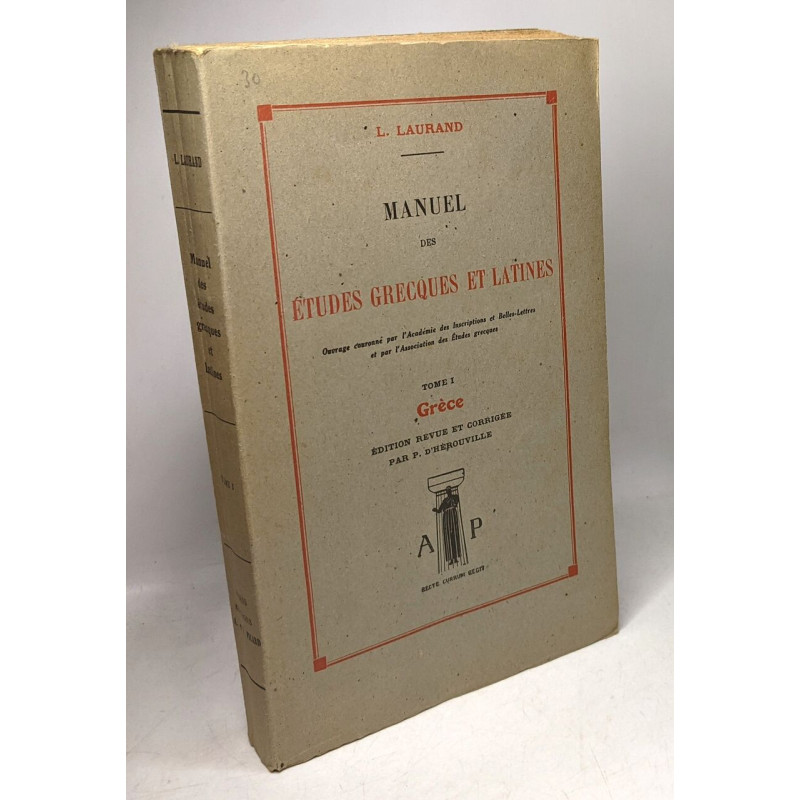 30
L. LAURAND
MANUEL
DES
ÉTUDES GRECQUES ET LATINES
Ouvrage couronné par l'Académie des Inscriptions et Belles-Lettres
et par l'Association des Études grecques
TOME I
Grèce
ÉDITION REVUE ET CORRIGÉE
PAR P. D'HÉROUVILLE
A P
L. LAURAND
Manuel
des
études
grecques
et
latines
TOME I
PICARD